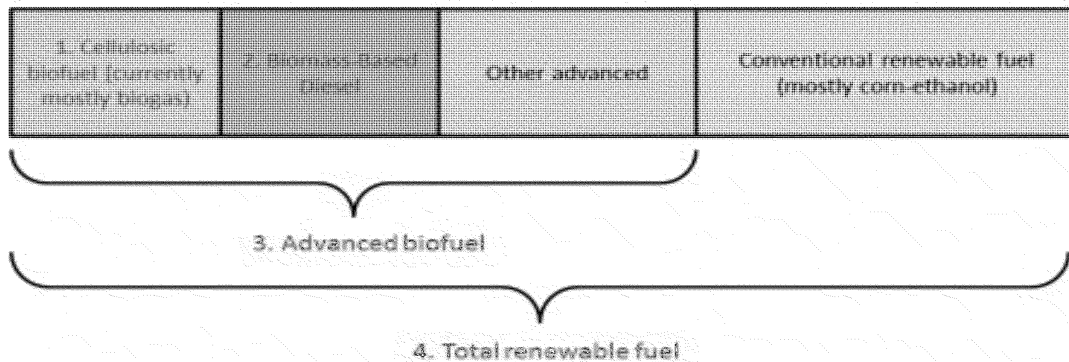 1. Cellulosic
biofuel (currently
mostly biogas)
2. Biomass-Based
Diesel
Other advanced
Conventional renewable fuel
(mostly corn-ethanol)
3. Advanced biofuel
4. Total renewable fuel